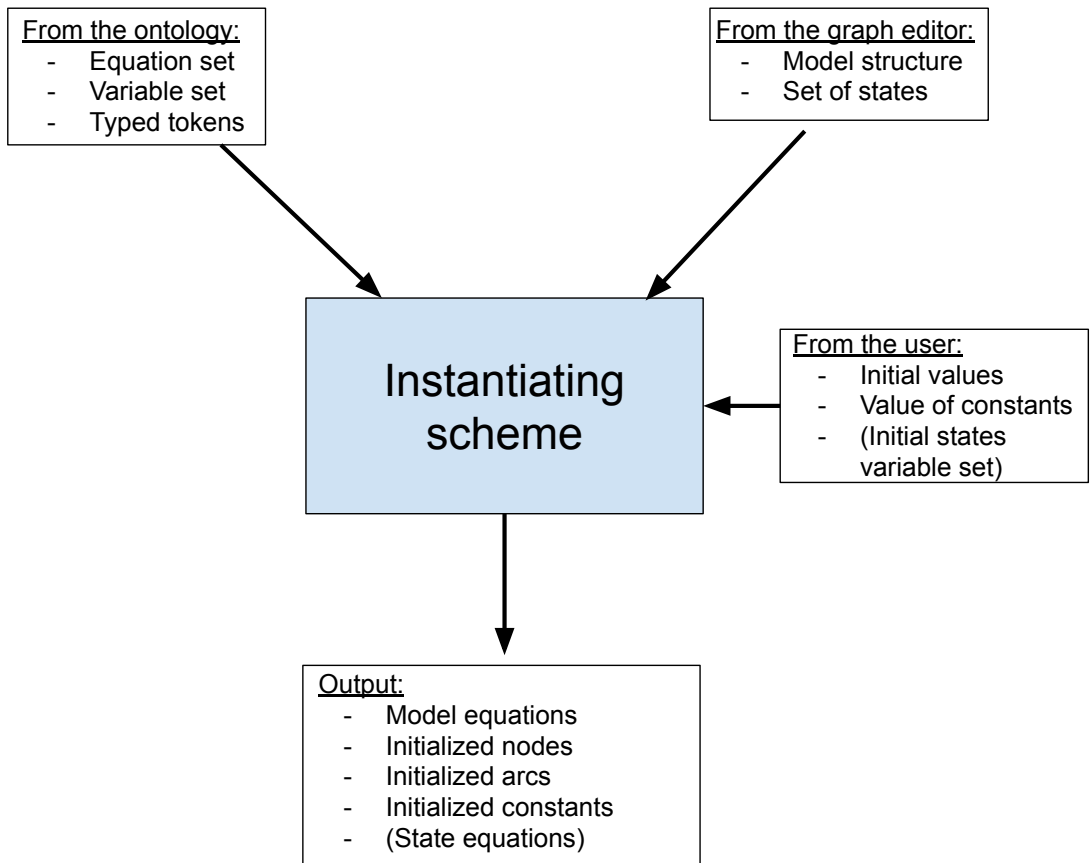 From the ontology:
- Equation set
- Variable set
- Typed tokens
From the graph editor:
- Model structure
- Set of states
Instantiating
scheme
From the user:
- Initial values
- Value of constants
- (Initial states
variable set)
Output:
- Model equations
- Initialized nodes
- Initialized arcs
- Initialized constants
- (State equations)